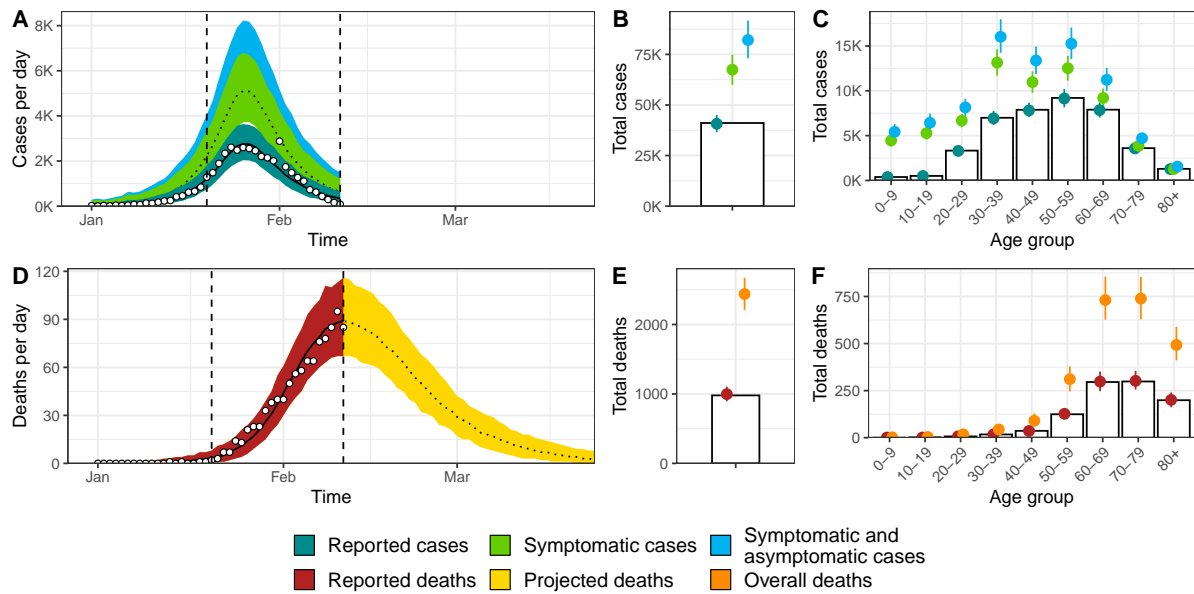 A
Cases per day
8K
6K
4K
2K
0K
Jan
Feb
Mar
Time
B
Total cases
75K
50K
25K
0K
C
Total cases
15K
10K
5K
0K
0−9
10−19
20−29
30−39
40−49
50−59
60−69
70−79
80+
Age group
D
Deaths per day
120
90
60
30
0
Jan
Feb
Mar
Time
E
Total deaths
2000
1000
0
F
Total deaths
750
500
250
0
0−9
10−19
20−29
30−39
40−49
50−59
60−69
70−79
80+
Age group
Reported cases
Symptomatic cases
Symptomatic and
asymptomatic cases
Reported deaths
Projected deaths
Overall deaths